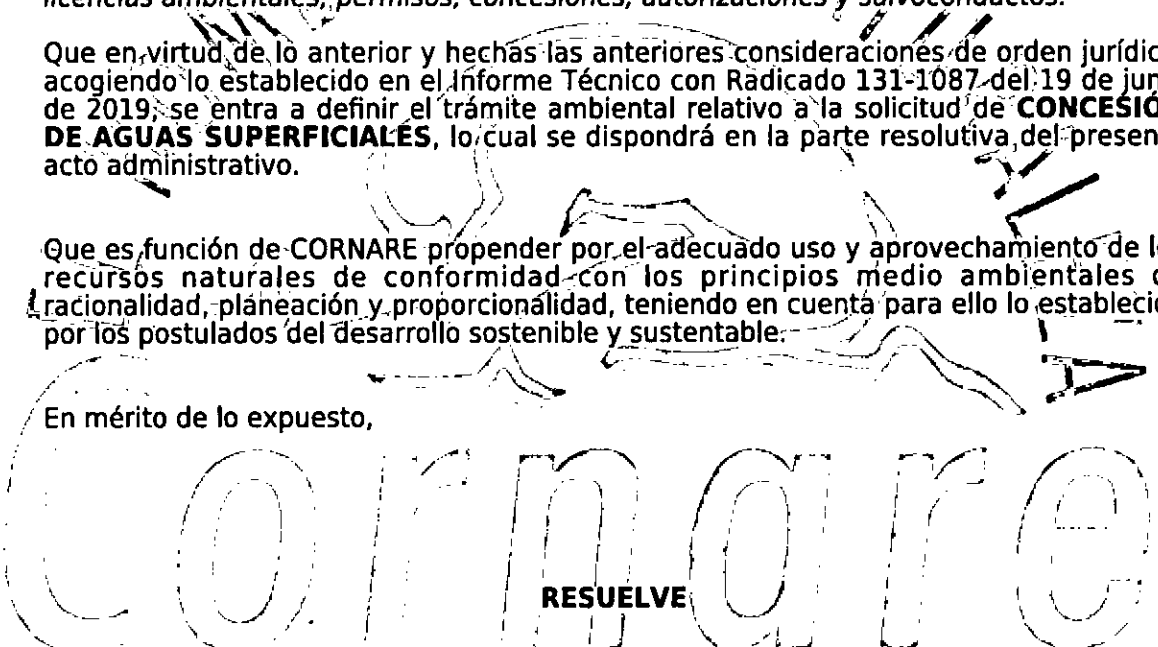 licencias ambientales, permisos, concesiones, autorizaciones y salvoconductos.
Que en virtud de lo anterior y hechas las anteriores consideraciones de orden jurídic
acogiendo lo establecido en el Informe Técnico con Radicado 131-1087 del 19 de jun
de 2019, se entra a definir el trámite ambiental relativo a la solicitud de CONCESIÓ
DE AGUAS SUPERFICIALES, lo cual se dispondrá en la parte resolutiva del presen
acto administrativo.
Que es función de CORNARE propender por el adecuado uso y aprovechamiento de l
recursos naturales de conformidad con los principios medio ambientales d
racionalidad, planeación y proporcionalidad, teniendo en cuenta para ello lo establecid
por los postulados del desarrollo sostenible y sustentable.
En mérito de lo expuesto,
Cornare
RESUELVE